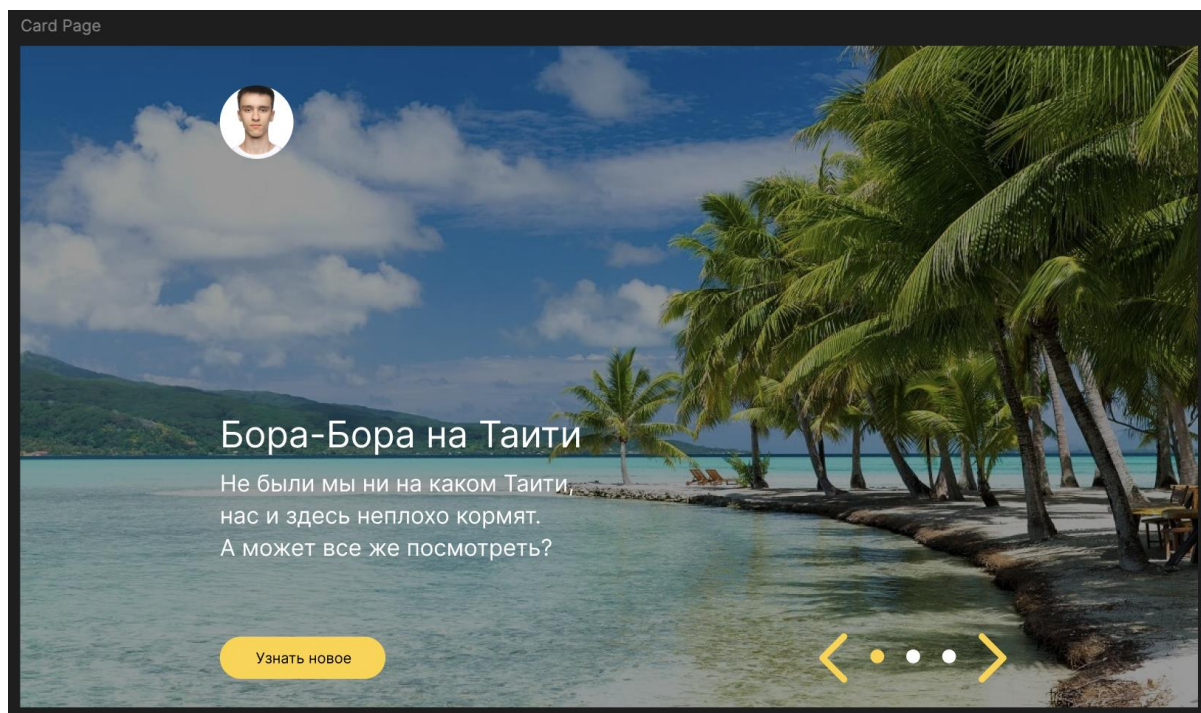 Card Page
Бора-Бора на Таити
Не были мы ни на каком Таити,
нас и здесь неплохо кормят.
А может все же посмотреть?
Узнать новое